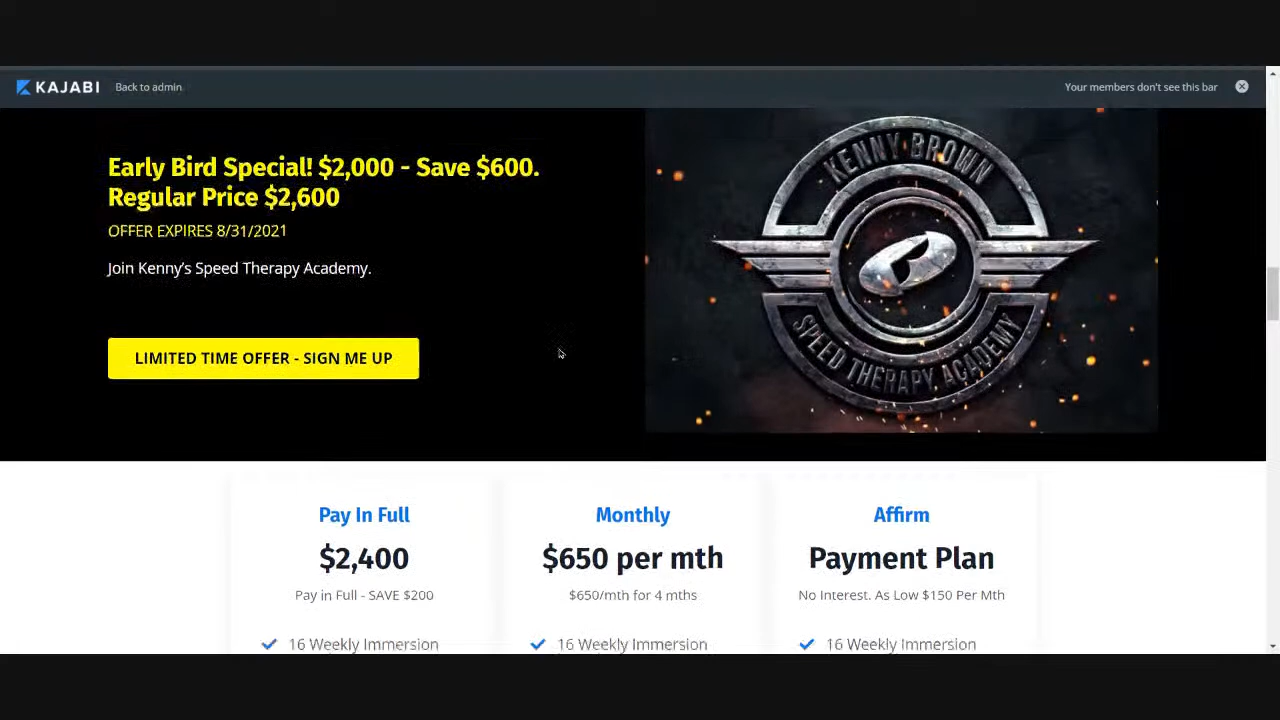 KAJABI Back to admin Your members don't see this bar
Early Bird Special! $2,000 - Save $600.
Regular Price $2,600
OFFER EXPIRES 8/31/2021
Join Kenny's Speed Therapy Academy.
LIMITED TIME OFFER - SIGN ME UP
KENNY BROWN
SPEED THERAPY ACADEMY
Pay In Full
$2,400
Pay in Full - SAVE $200
16 Weekly Immersion
Monthly
$650 per mth
$650/mth for 4 mths
16 Weekly Immersion
Affirm
Payment Plan
No Interest. As Low $150 Per Mth
16 Weekly Immersion